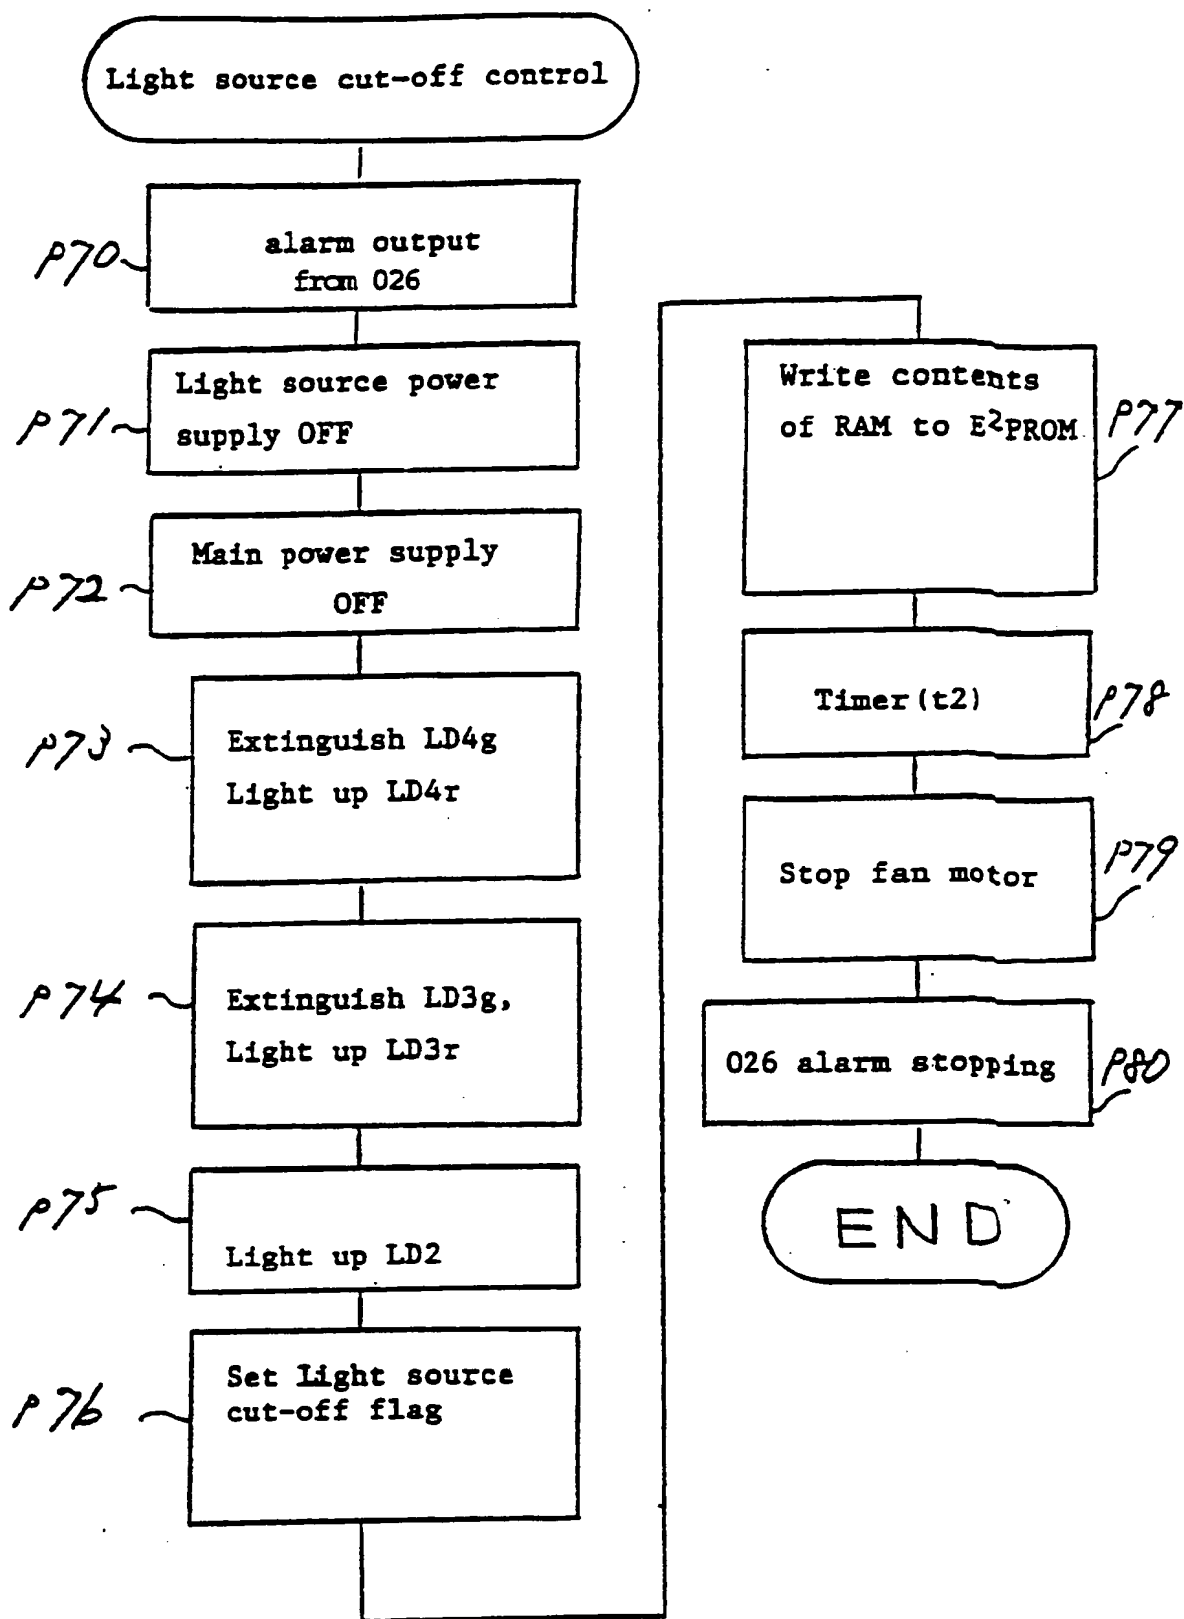 Light source cut-off control
P70
alarm output
from O26
P71
Light source power
supply OFF
P72
Main power supply
OFF
P73
Extinguish LD4g
Light up LD4r
P74
Extinguish LD3g,
Light up LD3r
P75
Light up LD2
P76
Set Light source
cut-off flag
Write contents
of RAM to E²PROM
P77
Timer(t2)
P78
Stop fan motor
P79
O26 alarm stopping
P80
END